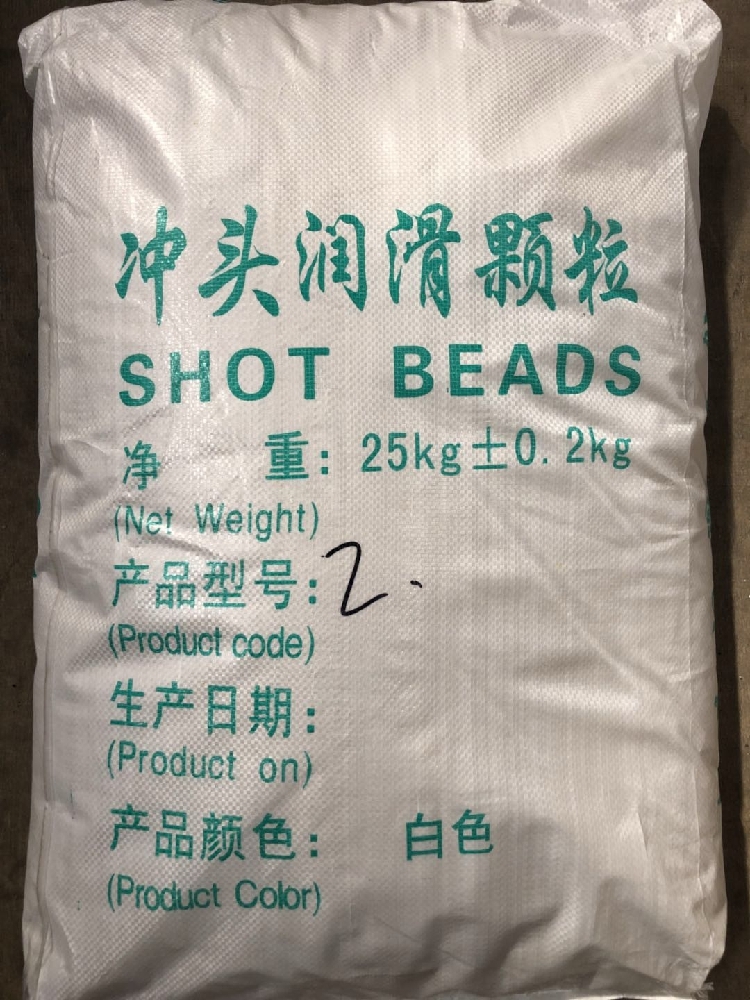 冲头润滑颗粒
SHOT BEADS
净 重: 25kg±0.2kg
(Net Weight)
产品型号: 2.
(Product code)
生产日期:
(Product on)
产品颜色: 白色
(Product Color)